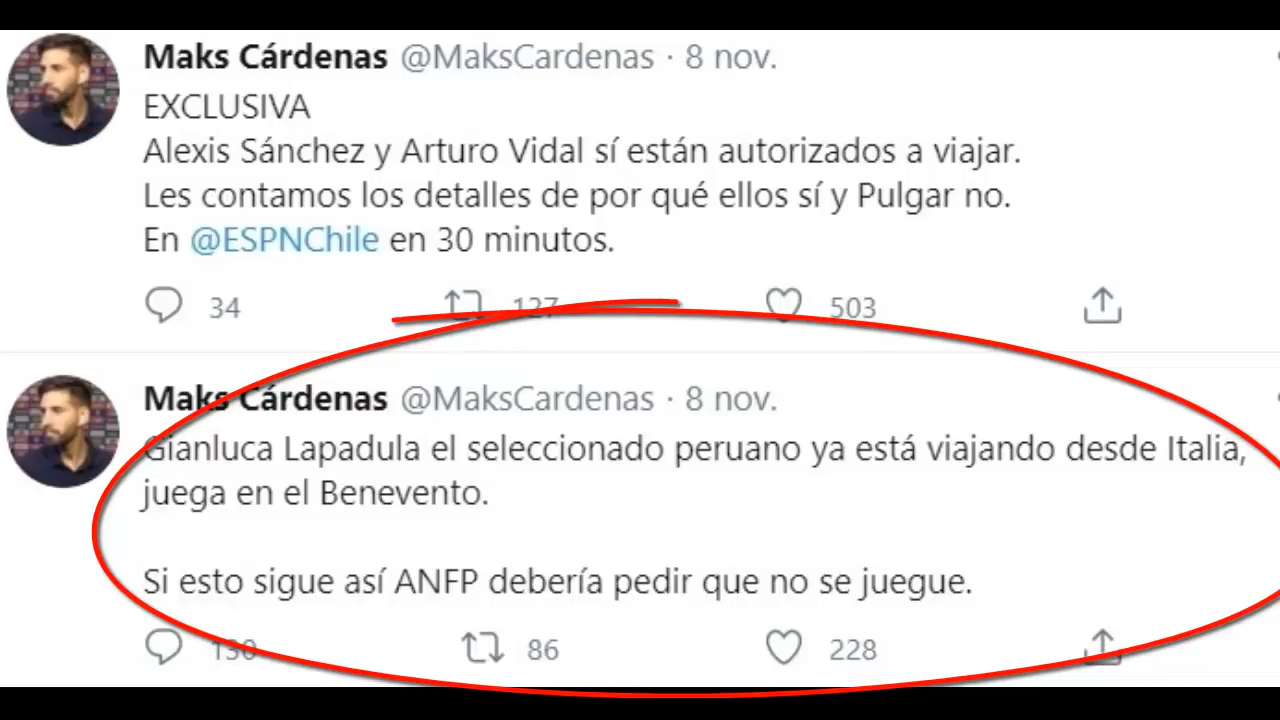 Maks Cárdenas @MaksCardenas · 8 nov.
EXCLUSIVA
Alexis Sánchez y Arturo Vidal sí están autorizados a viajar.
Les contamos los detalles de por qué ellos sí y Pulgar no.
En @ESPNChile en 30 minutos.
34 127 503
Maks Cárdenas @MaksCardenas · 8 nov.
Gianluca Lapadula el seleccionado peruano ya está viajando desde Italia,
juega en el Benevento.
Si esto sigue así ANFP debería pedir que no se juegue.
130 86 228